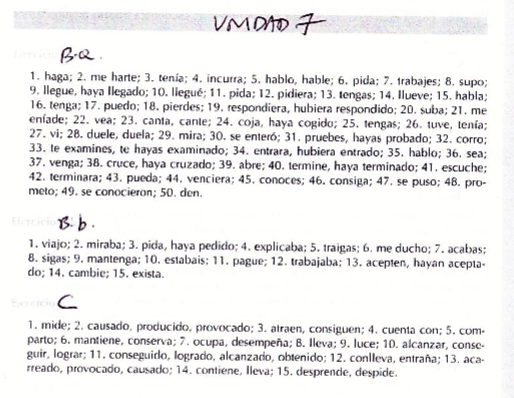 UNIDAD 7
B.a.
1. haga; 2. me harte; 3. tenía; 4. incurra; 5. hablo, hable; 6. pida; 7. trabajes; 8. supo;
9. llegue, haya llegado; 10. llegué; 11. pida; 12. pidiera; 13. tengas; 14. llueve; 15. habla;
16. tenga; 17. puedo; 18. pierdes; 19. respondiera, hubiera respondido; 20. suba; 21. me
eníade; 22. vea; 23. canta, cante; 24. coja, haya cogido; 25. tengas; 26. tuve, tenía;
27. vi; 28. duele, duela; 29. mira; 30. se enteró; 31. pruebes, hayas probado; 32. corro;
33. te examines, te hayas examinado; 34. entrara, hubiera entrado; 35. hablo; 36. sea;
37. venga; 38. cruce, haya cruzado; 39. abre; 40. termine, haya terminado; 41. escuche;
42. terminara; 43. pueda; 44. venciera; 45. conoces; 46. consiga; 47. se puso; 48. pro-
meto; 49. se conocieron; 50. den.
Ejercicio B.b.
1. viajo; 2. miraba; 3. pida, haya pedido; 4. explicaba; 5. traigas; 6. me ducho; 7. acabas;
8. sigas; 9. mantenga; 10. estabais; 11. pague; 12. trabajaba; 13. acepten, hayan acepta-
do; 14. cambie; 15. exista.
Ejercicio C
1. mide; 2. causado, producido, provocado; 3. atraen, consiguen; 4. cuenta con; 5. com-
parto; 6. mantiene, conserva; 7. ocupa, desempeña; 8. lleva; 9. luce; 10. alcanzar, conse-
guir, lograr; 11. conseguido, logrado, alcanzado, obtenido; 12. conlleva, entraña; 13. aca-
rreado, provocado, causado; 14. contiene, lleva; 15. desprende, despide.